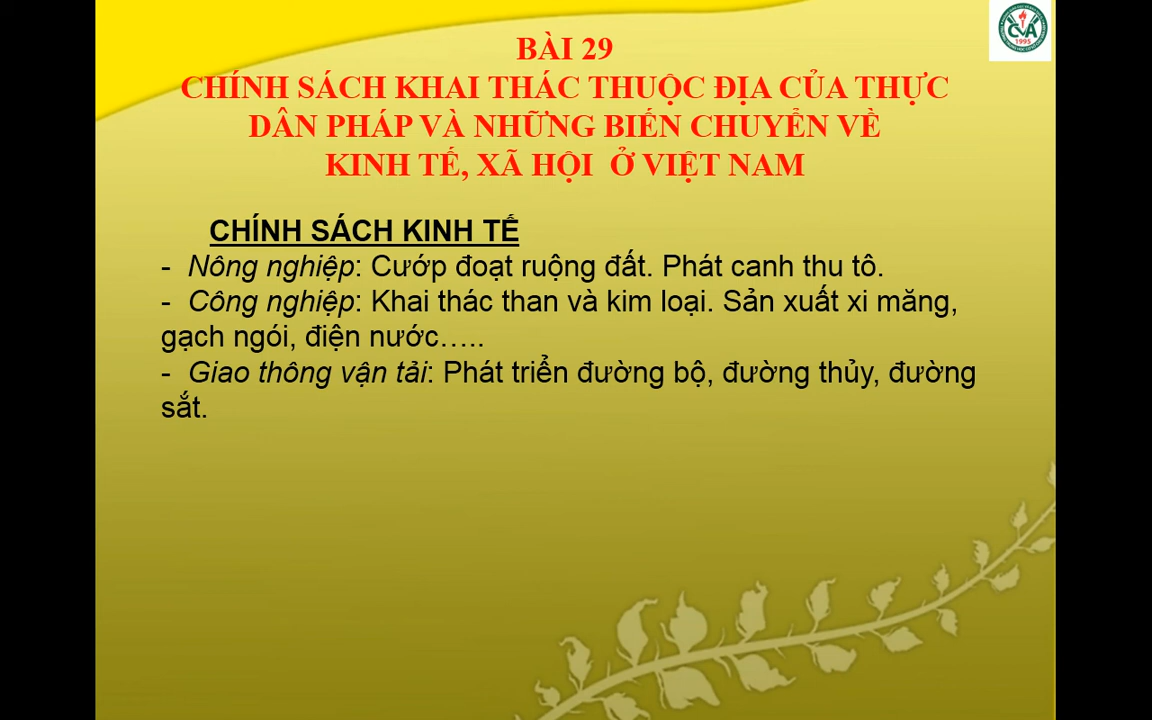 CVA
1995
BÀI 29
CHÍNH SÁCH KHAI THÁC THUỘC ĐỊA CỦA THỰC
DÂN PHÁP VÀ NHỮNG BIẾN CHUYỂN VỀ
KINH TẾ, XÃ HỘI Ở VIỆT NAM
CHÍNH SÁCH KINH TẾ
- Nông nghiệp: Cướp đoạt ruộng đất. Phát canh thu tô.
- Công nghiệp: Khai thác than và kim loại. Sản xuất xi măng,
gạch ngói, điện nước…..
- Giao thông vận tải: Phát triển đường bộ, đường thủy, đường
sắt.